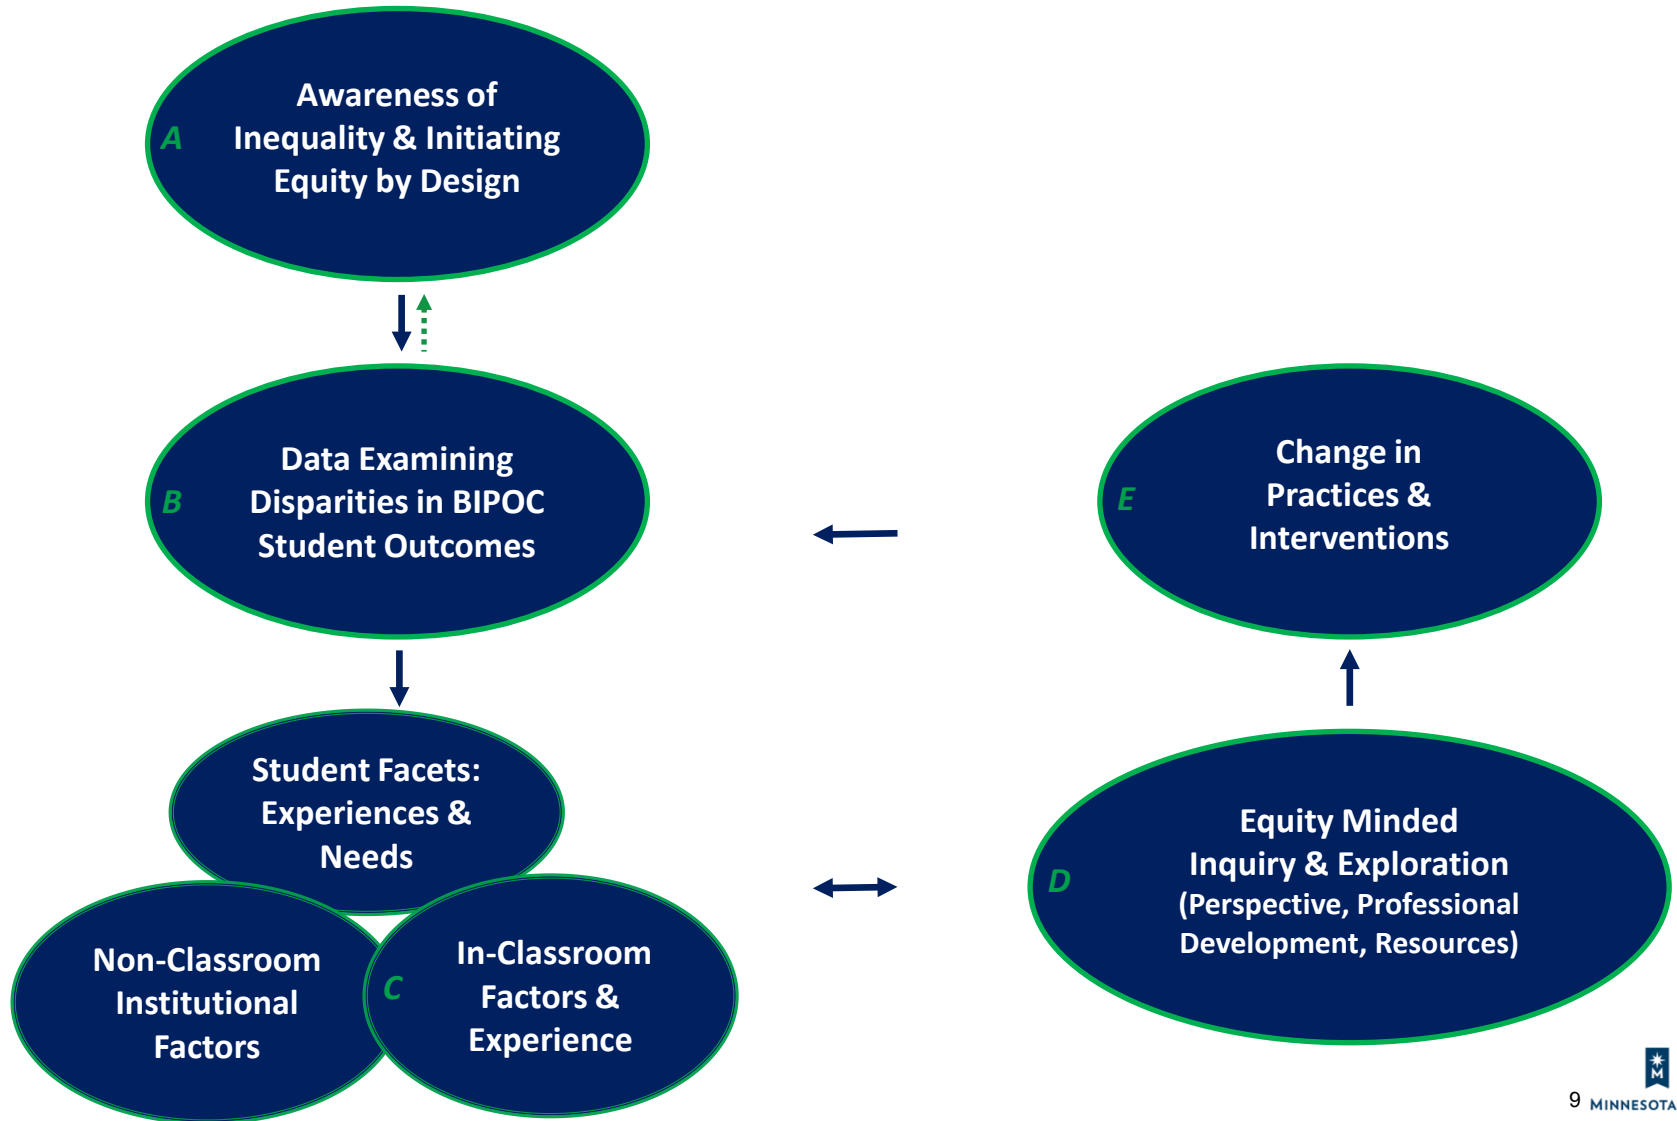 Awareness of
A
Inequality & Initiating
Equity by Design
Data Examining
B
Disparities in BIPOC
Student Outcomes
Change in
E
Practices &
Interventions
Student Facets:
Experiences &
Needs
Non-Classroom
Institutional
Factors
In-Classroom
C
Factors &
Experience
Equity Minded
Inquiry & Exploration
D
(Perspective, Professional
Development, Resources)
M
9
MINNESOTA